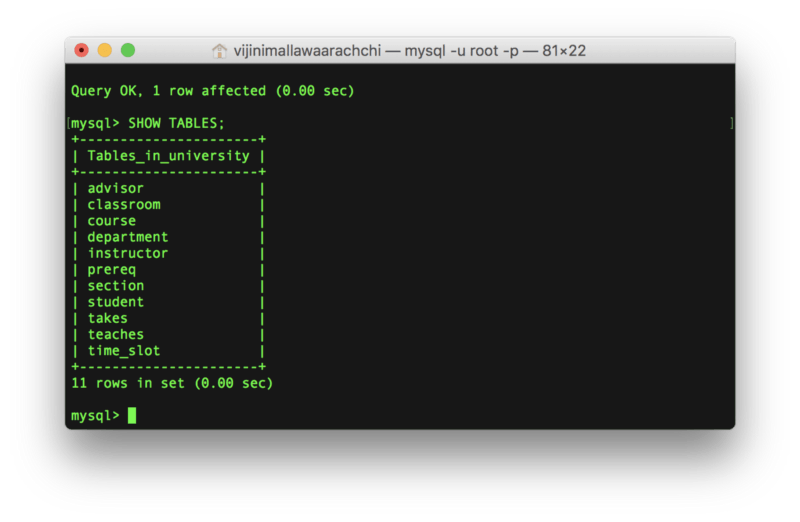 vijinimallawaarachchi — mysql -u root -p — 81×22
Query OK, 1 row affected (0.00 sec)
[mysql> SHOW TABLES; ]
+----------------------+
| Tables_in_university |
+----------------------+
| advisor              |
| classroom            |
| course               |
| department           |
| instructor           |
| prereq               |
| section              |
| student              |
| takes                |
| teaches              |
| time_slot            |
+----------------------+
11 rows in set (0.00 sec)
mysql>